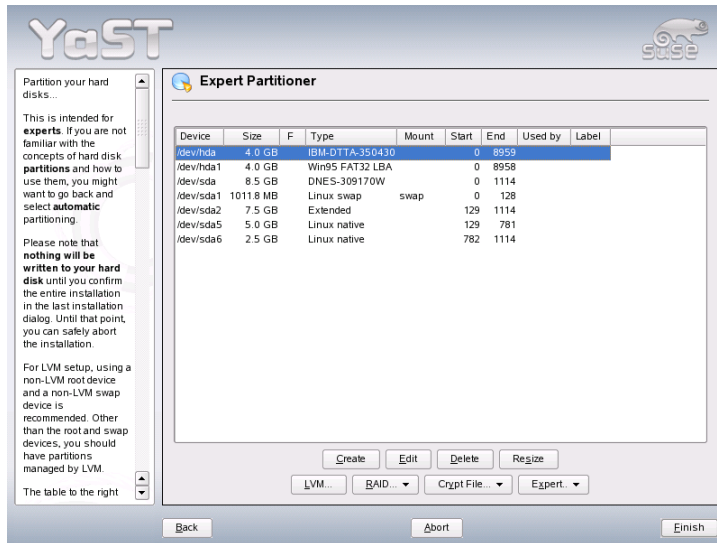 YaST
SUSE
Partition your hard
disks...
This is intended for
experts. If you are not
familiar with the
concepts of hard disk
partitions and how to
use them, you might
want to go back and
select automatic
partitioning.
Please note that
nothing will be
written to your hard
disk until you confirm
the entire installation
in the last installation
dialog. Until that point,
you can safely abort
the installation.
For LVM setup, using a
non-LVM root device
and a non-LVM swap
device is
recommended. Other
than the root and swap
devices, you should
have partitions
managed by LVM.
The table to the right
Expert Partitioner
Device Size F Type Mount Start End Used by Label
/dev/hda 4.0 GB IBM-DTTA-350430 0 8959
/dev/hda1 4.0 GB Win95 FAT32 LBA 0 8958
/dev/sda 8.5 GB DNES-309170W 0 1114
/dev/sda1 1011.8 MB Linux swap swap 0 128
/dev/sda2 7.5 GB Extended 129 1114
/dev/sda5 5.0 GB Linux native 129 781
/dev/sda6 2.5 GB Linux native 782 1114
Create Edit Delete Resize
LVM... RAID... Crypt File... Expert..
Back Abort Finish